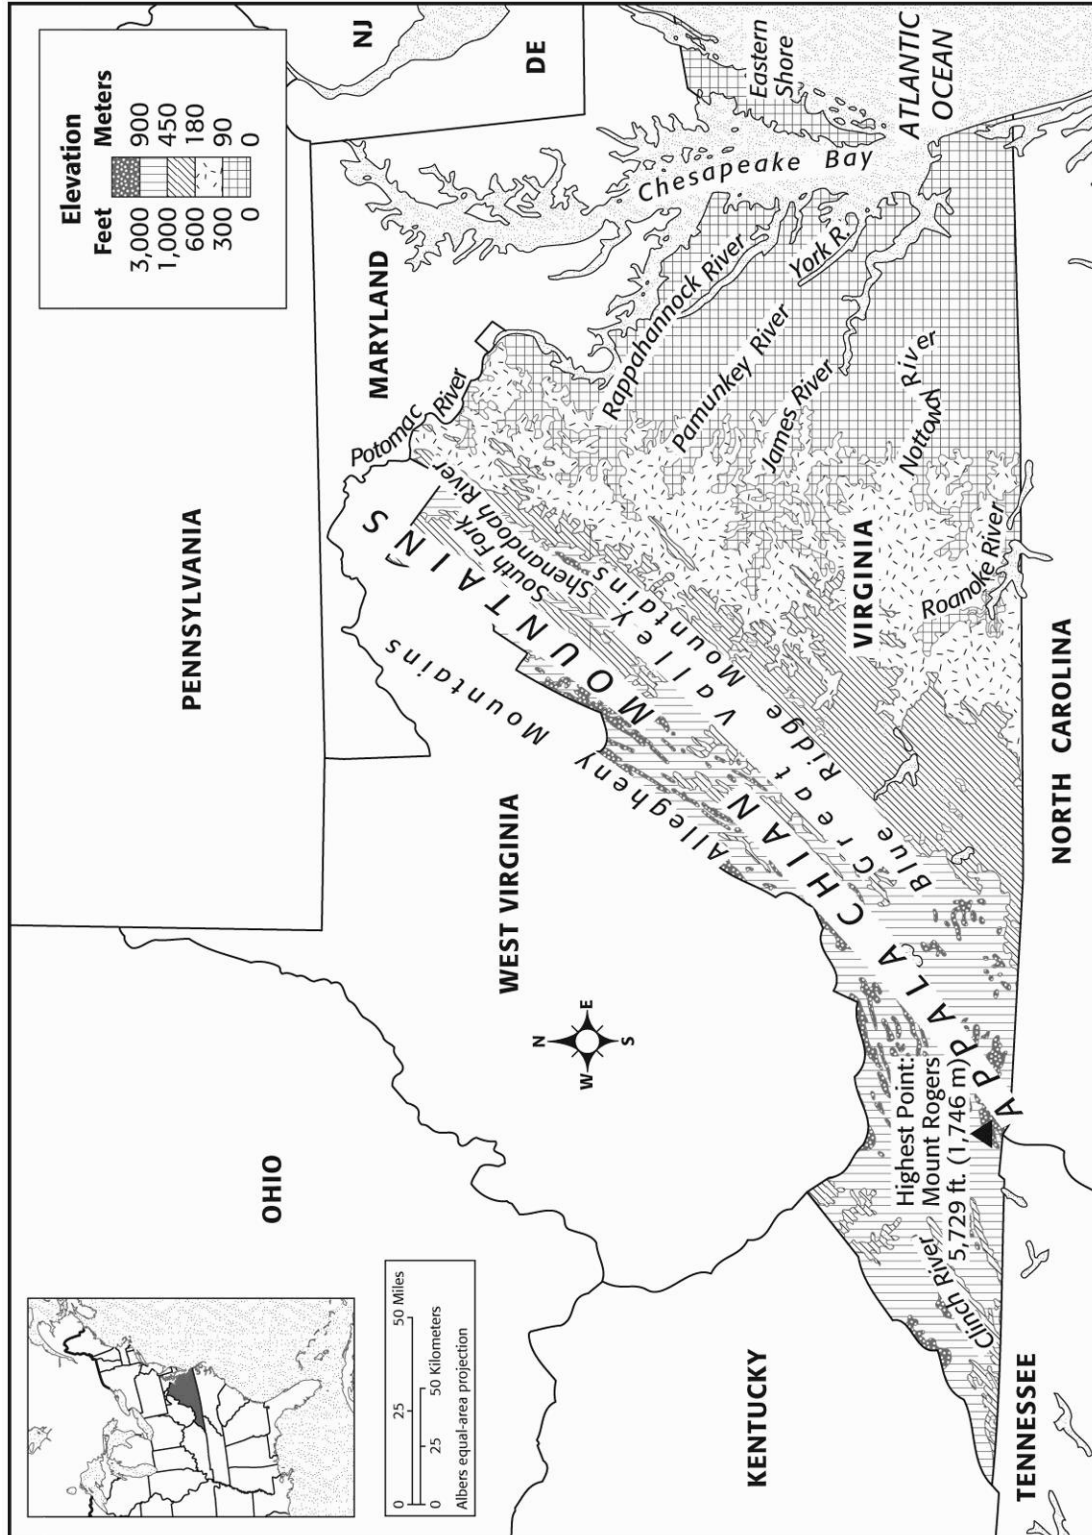 PENNSYLVANIA
NJ
DE
MARYLAND
Elevation
Feet Meters
3,000 900
1,000 450
600 180
300 90
0 0
OHIO
WEST VIRGINIA
N
W E
S
Potomac
River
Eastern
Shore
Chesapeake Bay
ATLANTIC
OCEAN
Rappahannock River
York R.
Pamunkey River
James River
Nottoway River
Roanoke River
VIRGINIA
South Fork
Shenandoah River
APPALACHIAN MOUNTAINS
Allegheny Mountains
Great Valley
Blue Ridge Mountains
Highest Point:
Mount Rogers
5,729 ft. (1,746 m)
Clinch River
KENTUCKY
TENNESSEE
NORTH CAROLINA
0 25 50 Miles
0 25 50 Kilometers
Albers equal-area projection